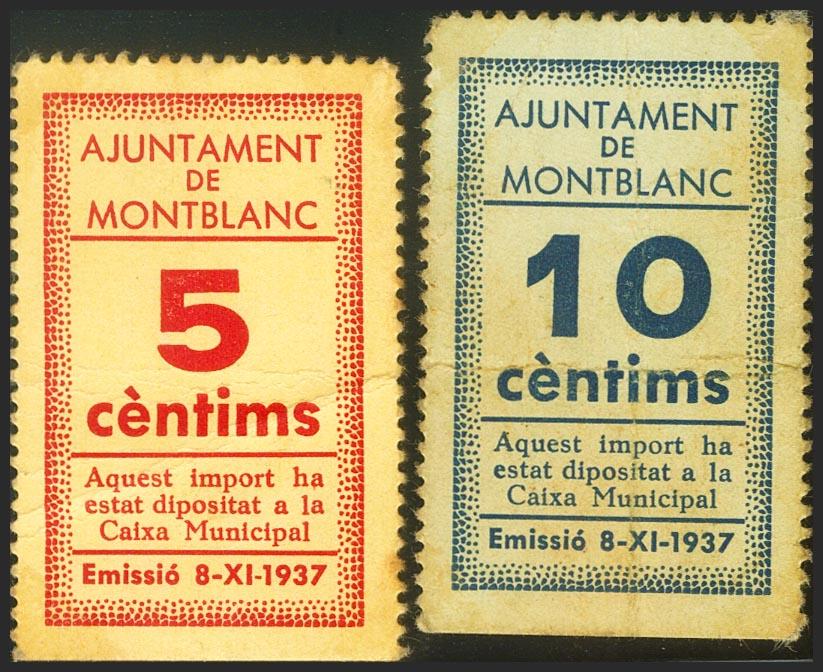 AJUNTAMENT
DE
MONTBLANC
5
cèntims
Aquest import ha
estat dipositat a la
Caixa Municipal
Emissió 8-XI-1937
AJUNTAMENT
DE
MONTBLANC
10
cèntims
Aquest import ha
estat dipositat a la
Caixa Municipal
Emissió 8-XI-1937